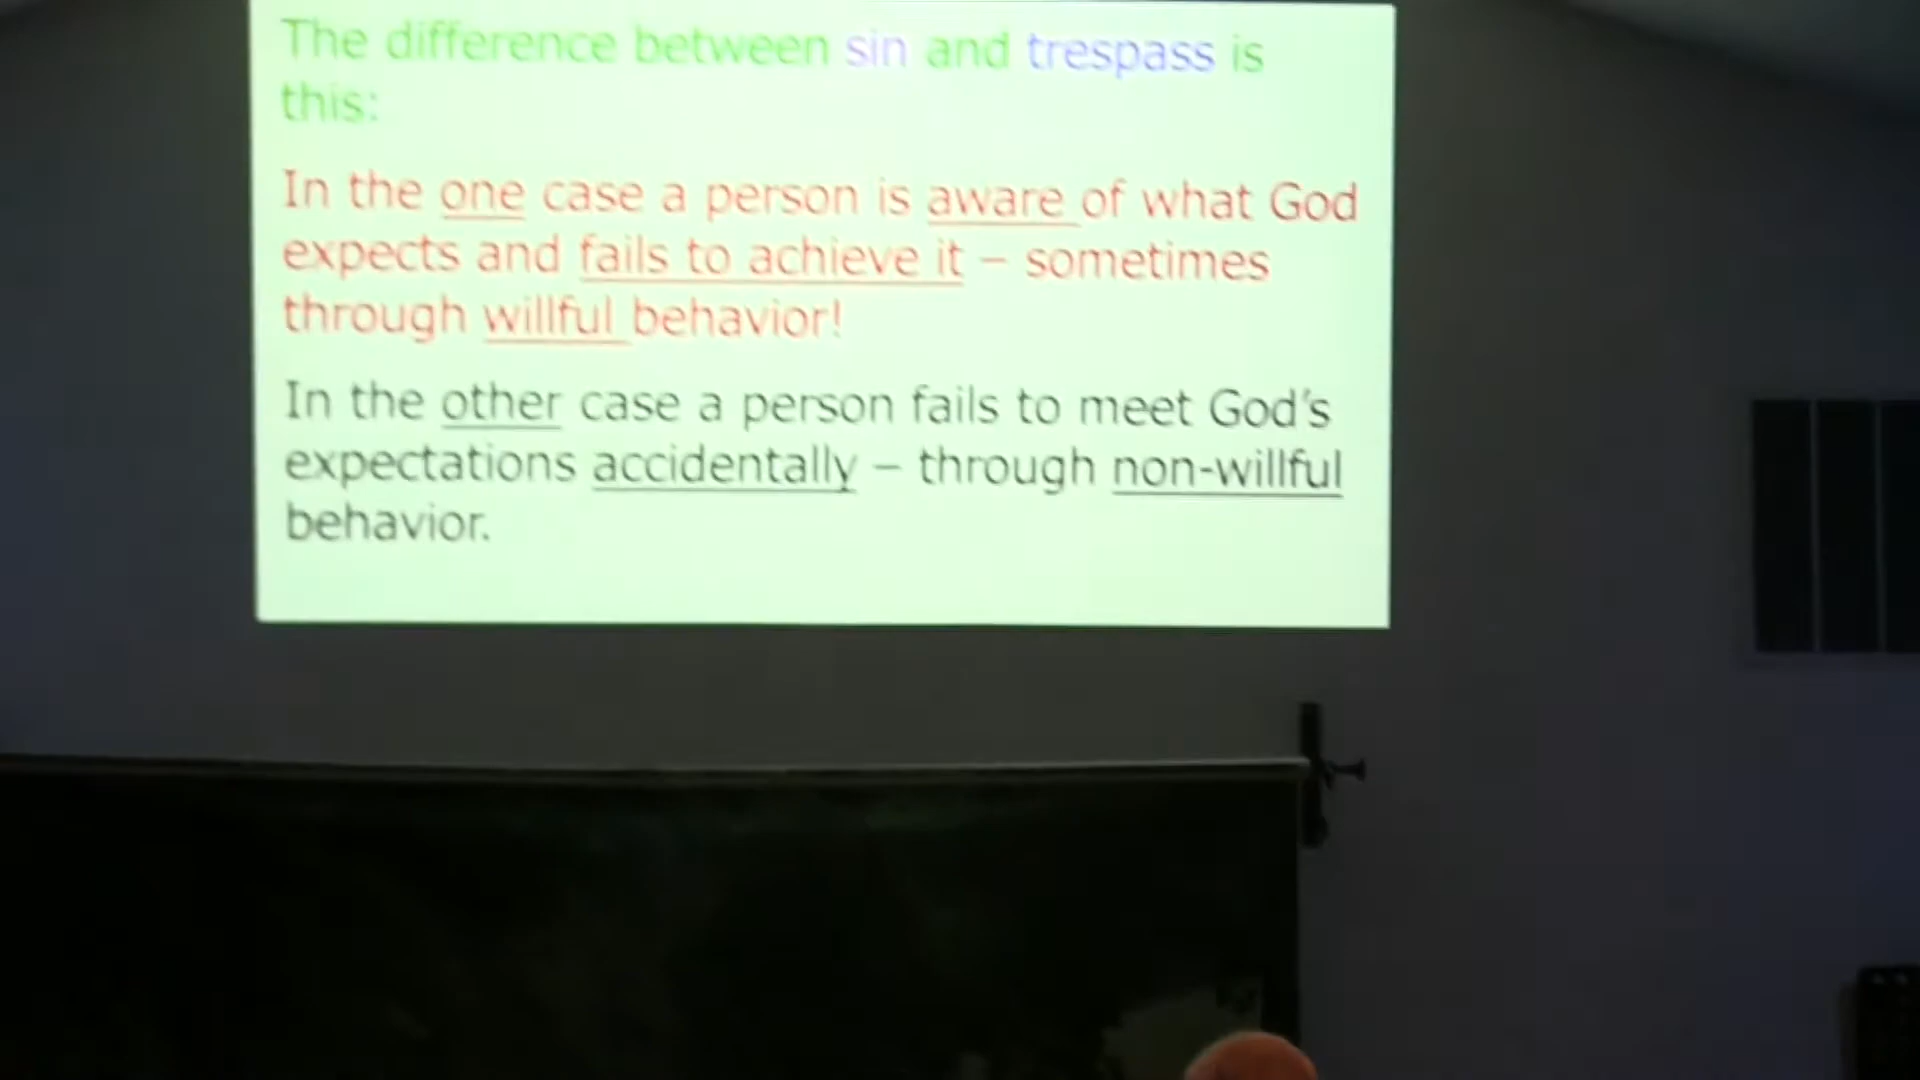 The difference between sin and trespass is
this:
In the one case a person is aware of what God
expects and fails to achieve it – sometimes
through willful behavior!
In the other case a person fails to meet God's
expectations accidentally – through non-willful
behavior.